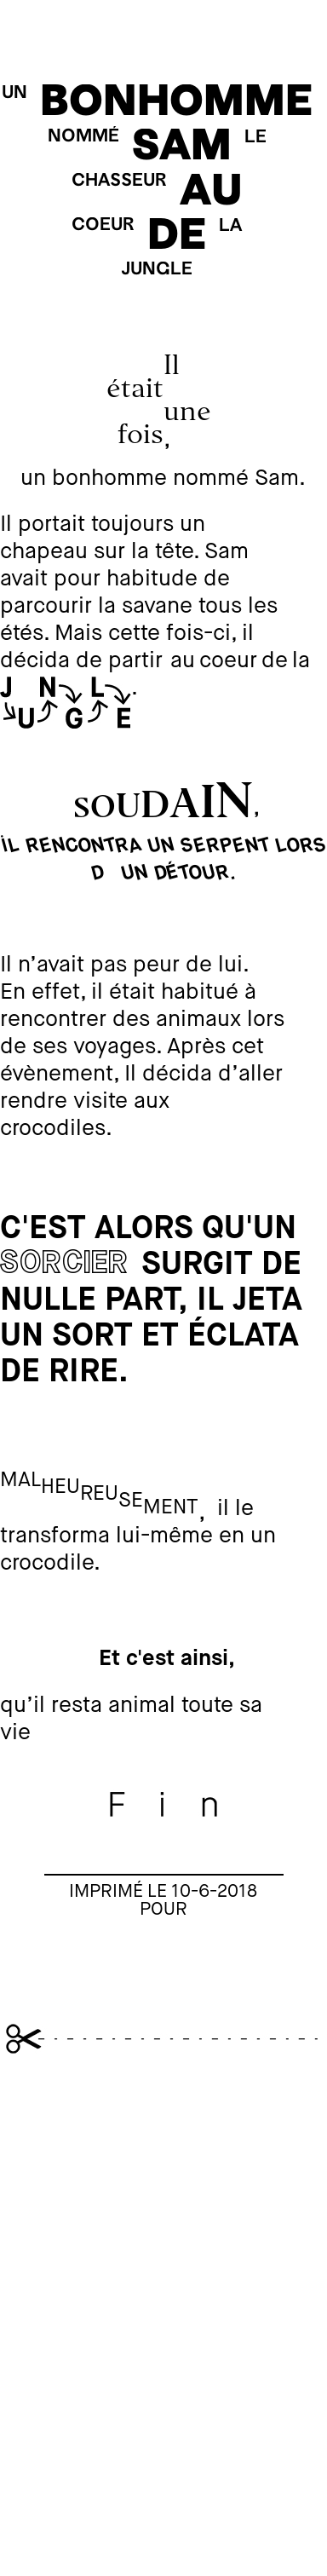 UN BONHOMME
NOMMÉ SAM LE
CHASSEUR AU
COEUR DE LA
JUNGLE
Il
était
une
fois,
un bonhomme nommé Sam.
Il portait toujours un
chapeau sur la tête. Sam
avait pour habitude de
parcourir la savane tous les
étés. Mais cette fois-ci, il
décida de partir au coeur de la
JUNGLE.
SOUDAIN,
IL RENCONTRA UN SERPENT LORS
D UN DÉTOUR.
Il n’avait pas peur de lui.
En effet, il était habitué à
rencontrer des animaux lors
de ses voyages. Après cet
évènement, Il décida d’aller
rendre visite aux
crocodiles.
C'EST ALORS QU'UN
SORCIER SURGIT DE
NULLE PART, IL JETA
UN SORT ET ÉCLATA
DE RIRE.
MALHEUREUSEMENT, il le
transforma lui-même en un
crocodile.
Et c'est ainsi,
qu’il resta animal toute sa
vie
Fin
IMPRIMÉ LE 10-6-2018
POUR